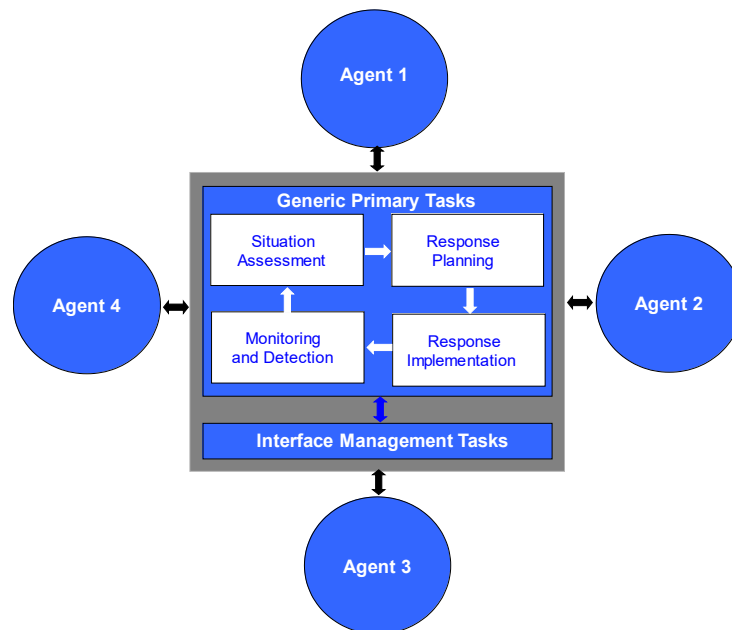 Agent 1
Generic Primary Tasks
Situation
Assessment
Response
Planning
Agent 4
Agent 2
Monitoring
and Detection
Response
Implementation
Interface Management Tasks
Agent 3